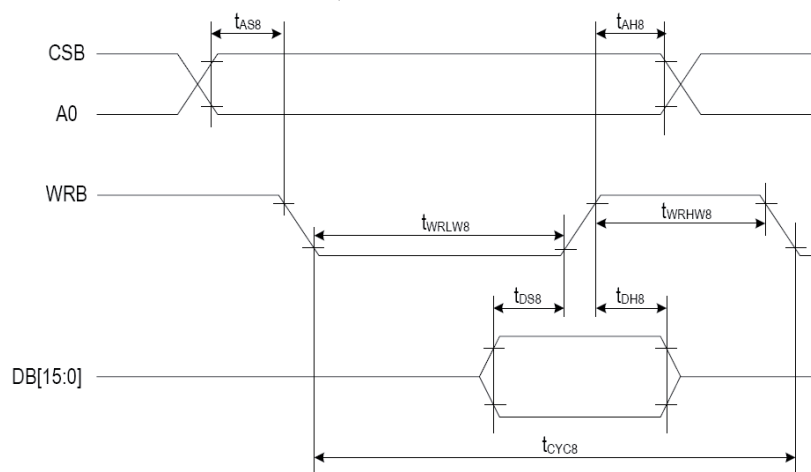 tAS8 tAH8
CSB
A0
WRB
tWRLW8 tWRHW8
tDS8 tDH8
DB[15:0]
tCYC8